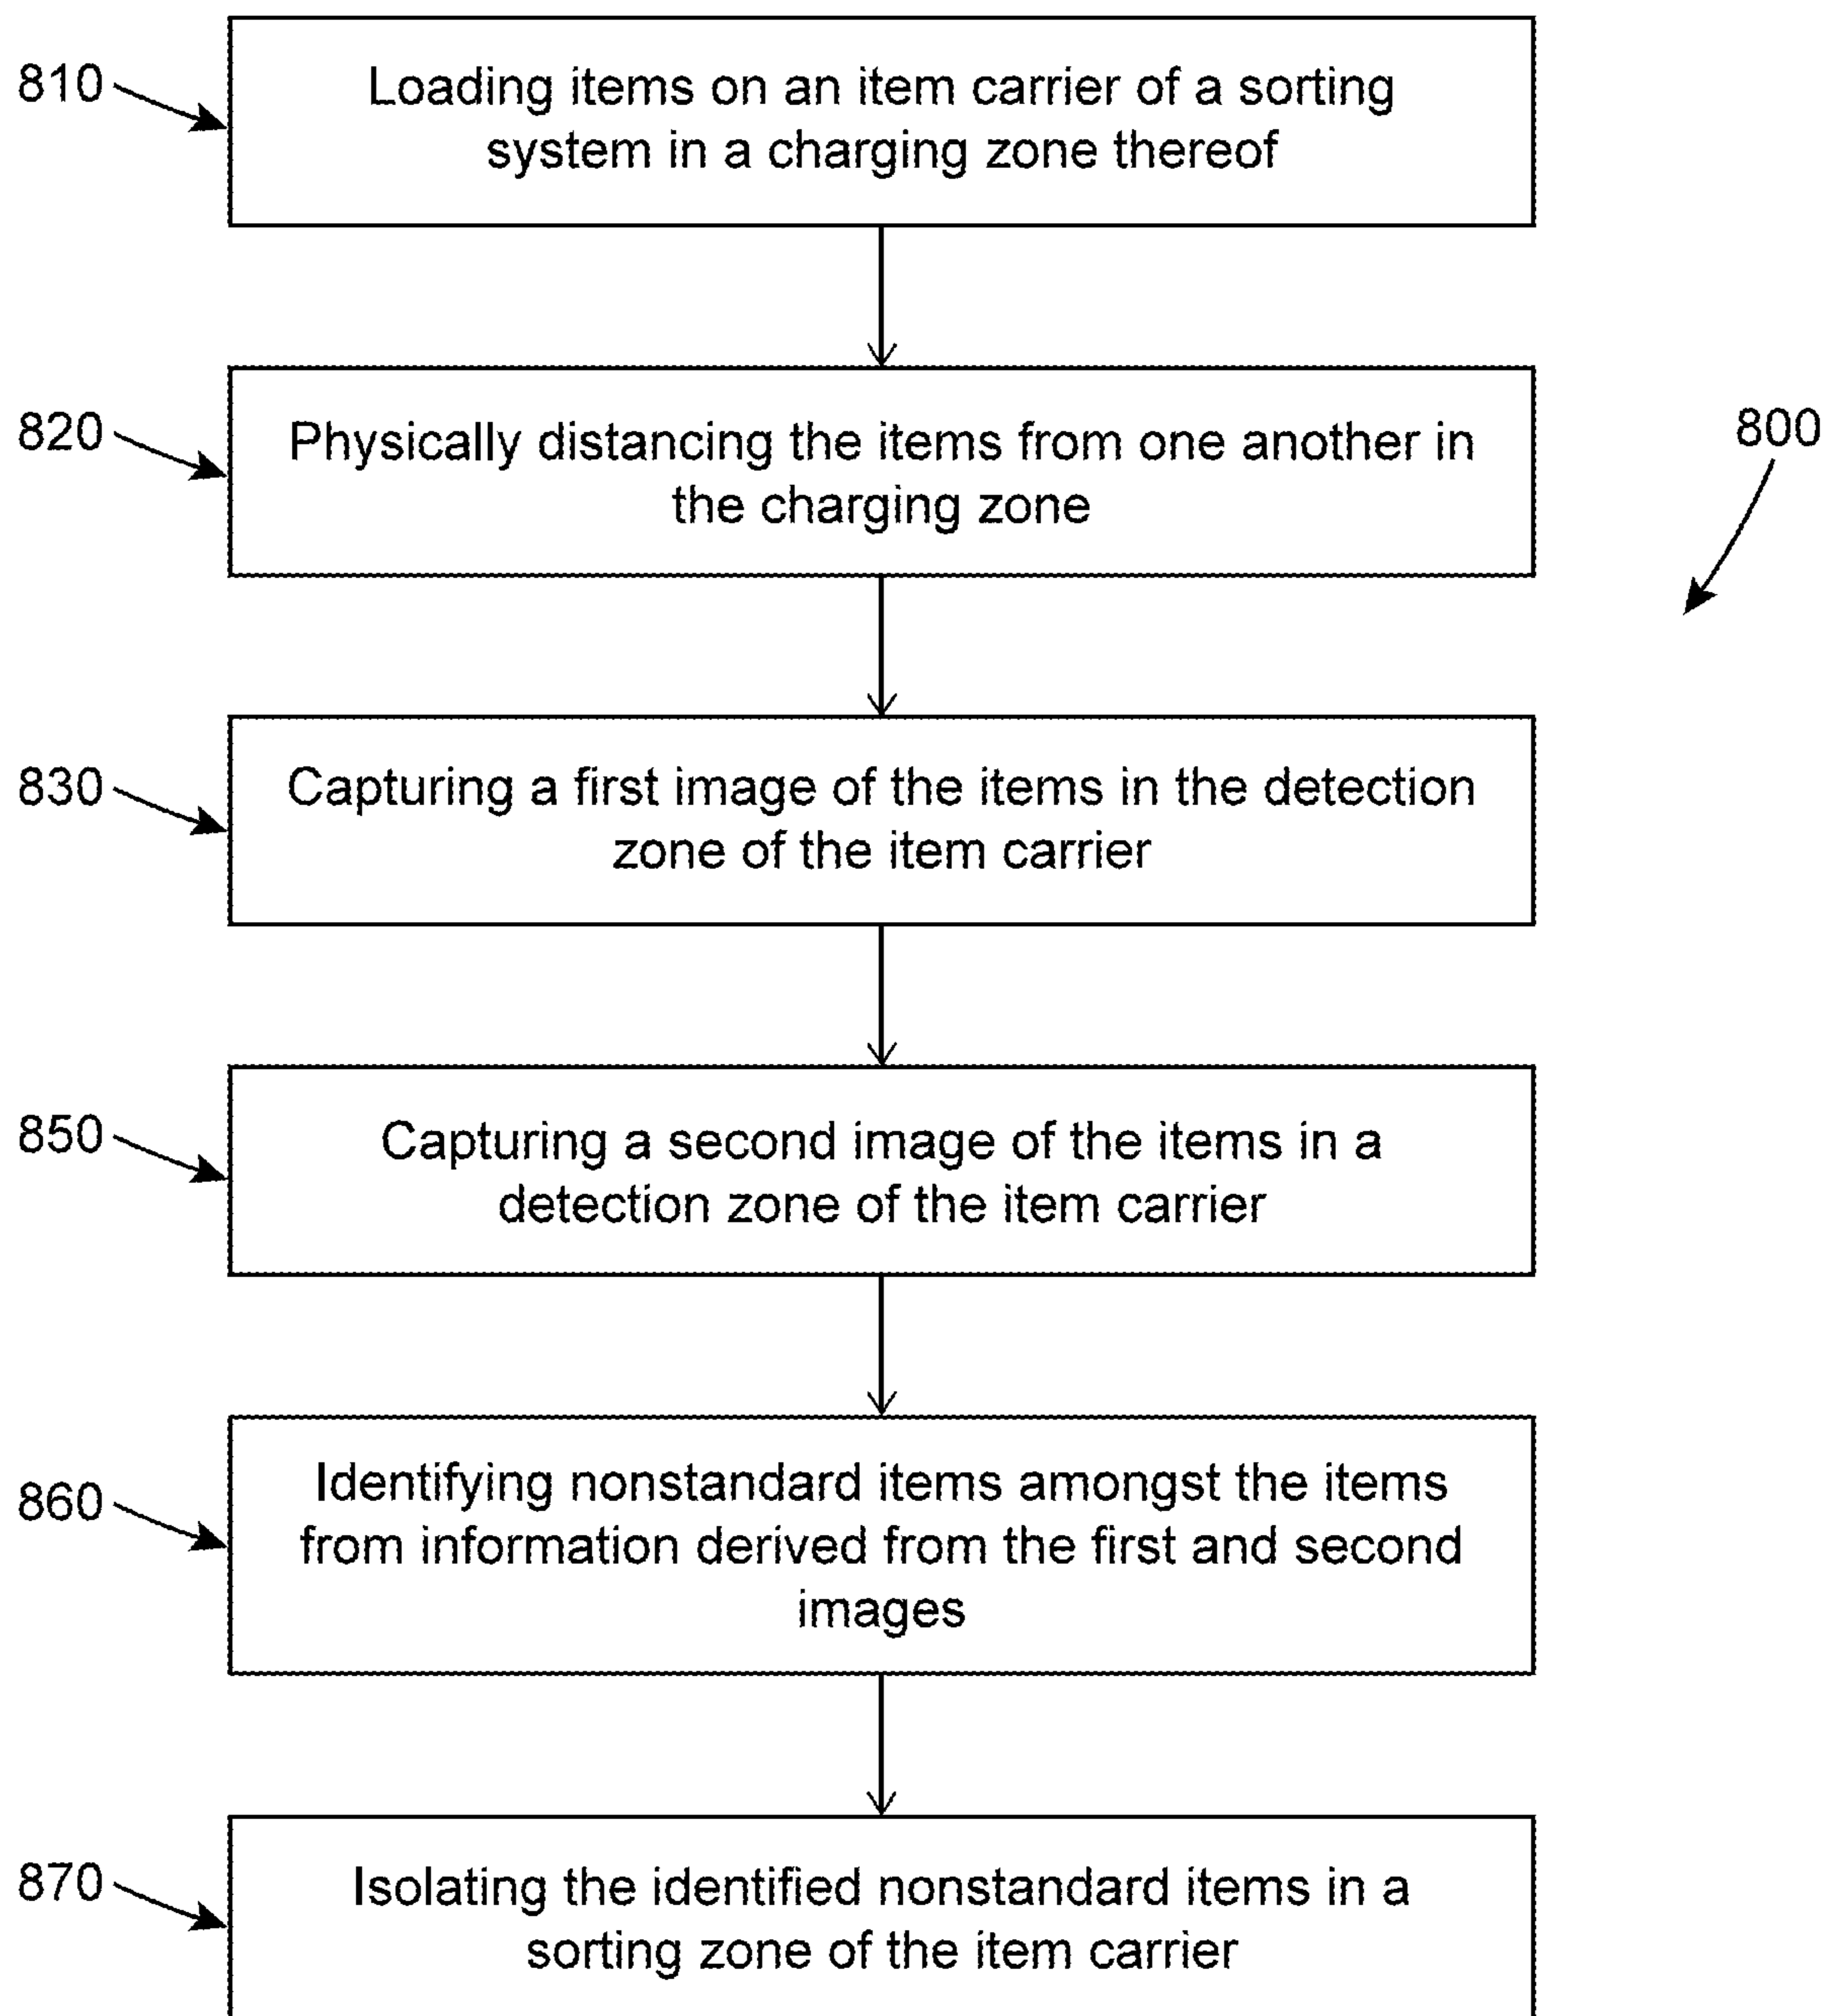 810
Loading items on an item carrier of a sorting
system in a charging zone thereof
820
Physically distancing the items from one another in
the charging zone
800
830
Capturing a first image of the items in the detection
zone of the item carrier
850
Capturing a second image of the items in a
detection zone of the item carrier
860
Identifying nonstandard items amongst the items
from information derived from the first and second
images
870
Isolating the identified nonstandard items in a
sorting zone of the item carrier